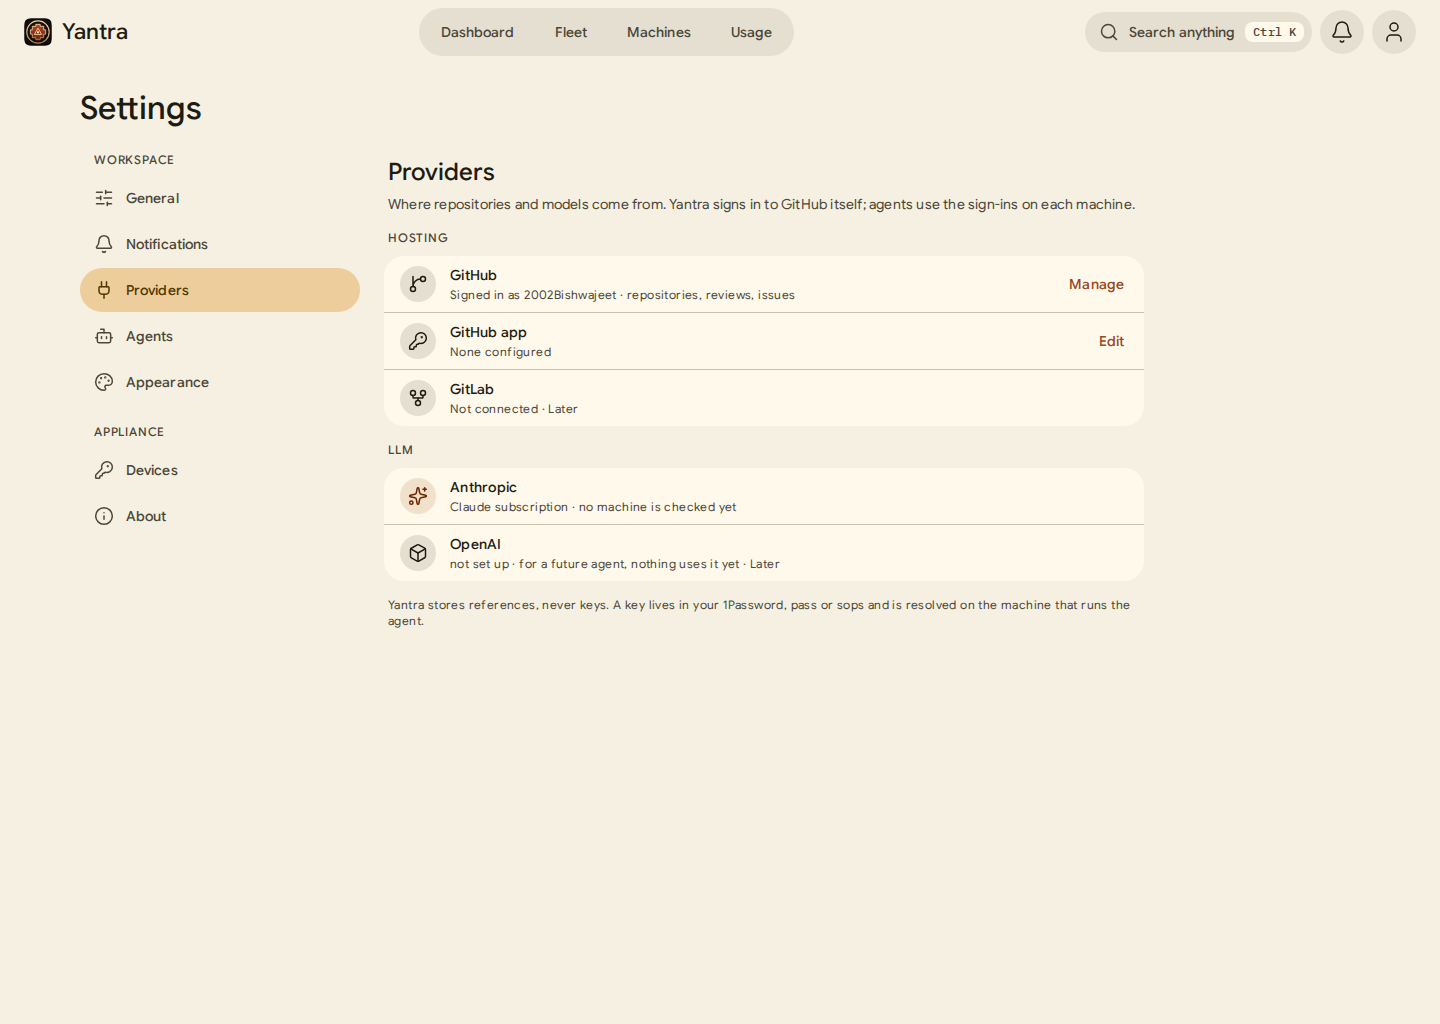 Yantra
Dashboard
Fleet
Machines
Usage
Search anything
Ctrl K
Settings
WORKSPACE
General
Notifications
Providers
Agents
Appearance
APPLIANCE
Devices
About
Providers
Where repositories and models come from. Yantra signs in to GitHub itself; agents use the sign-ins on each machine.
HOSTING
GitHub
Signed in as 2002Bishwajeet · repositories, reviews, issues
Manage
GitHub app
None configured
Edit
GitLab
Not connected · Later
LLM
Anthropic
Claude subscription · no machine is checked yet
OpenAI
not set up · for a future agent, nothing uses it yet · Later
Yantra stores references, never keys. A key lives in your 1Password, pass or sops and is resolved on the machine that runs the
agent.